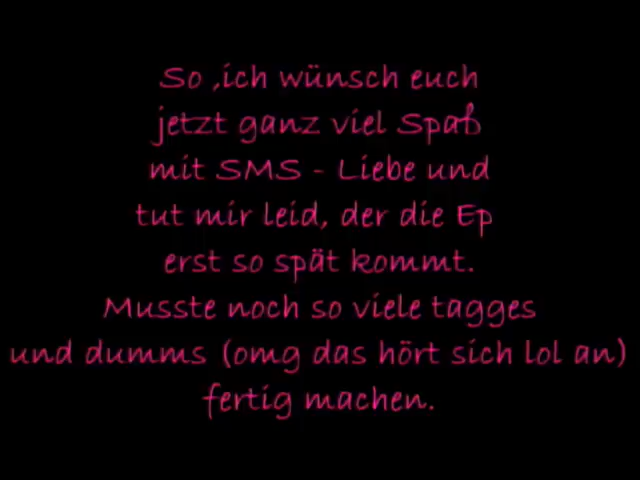 So ,ich wünsch euch
jetzt ganz viel Spaß
mit SMS - Liebe und
tut mir leid, der die Ep
erst so spät kommt.
Musste noch so viele tagges
und dumms (omg das hört sich lol an)
fertig machen.